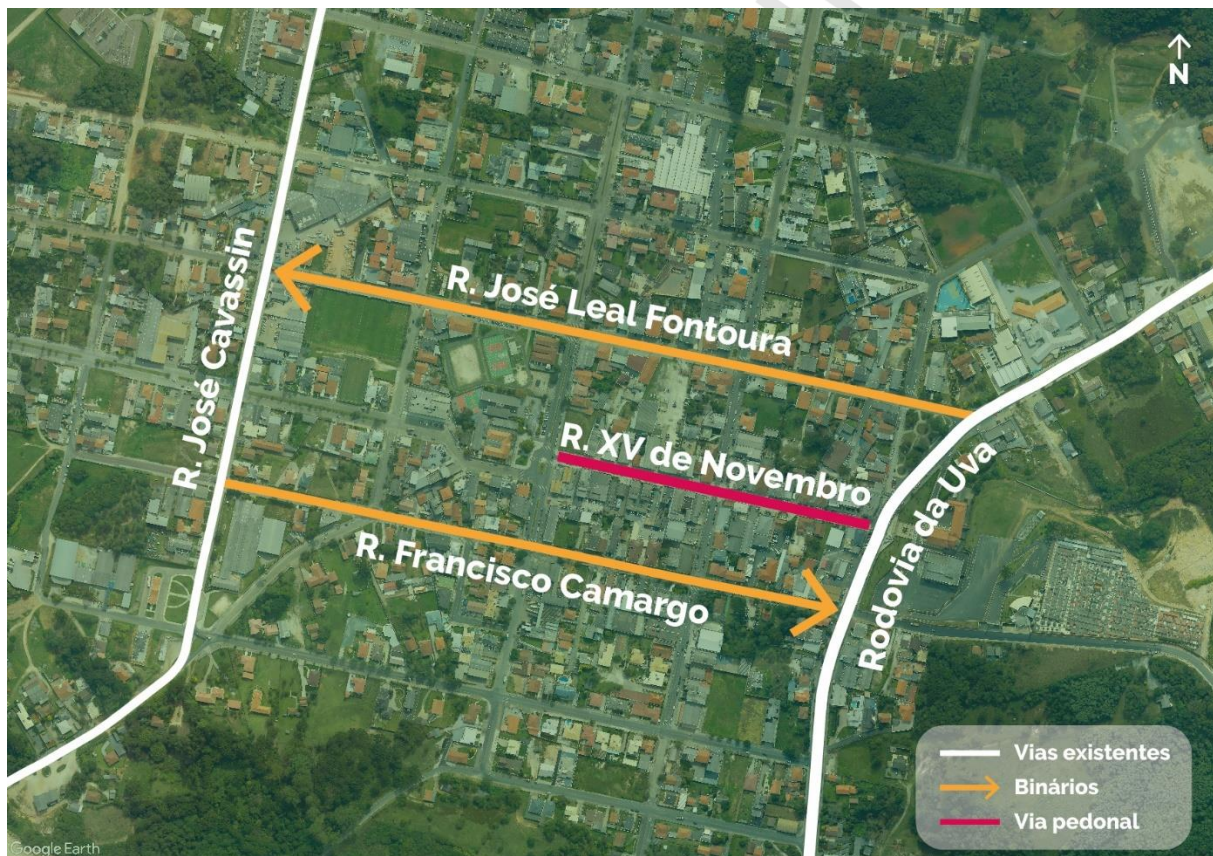 N
R. José Cavassin
R. José Leal Fontoura
R. XV de Novembro
R. Francisco Camargo
Rodovia da Uva
Vias existentes
Binários
Via pedonal
Google Earth